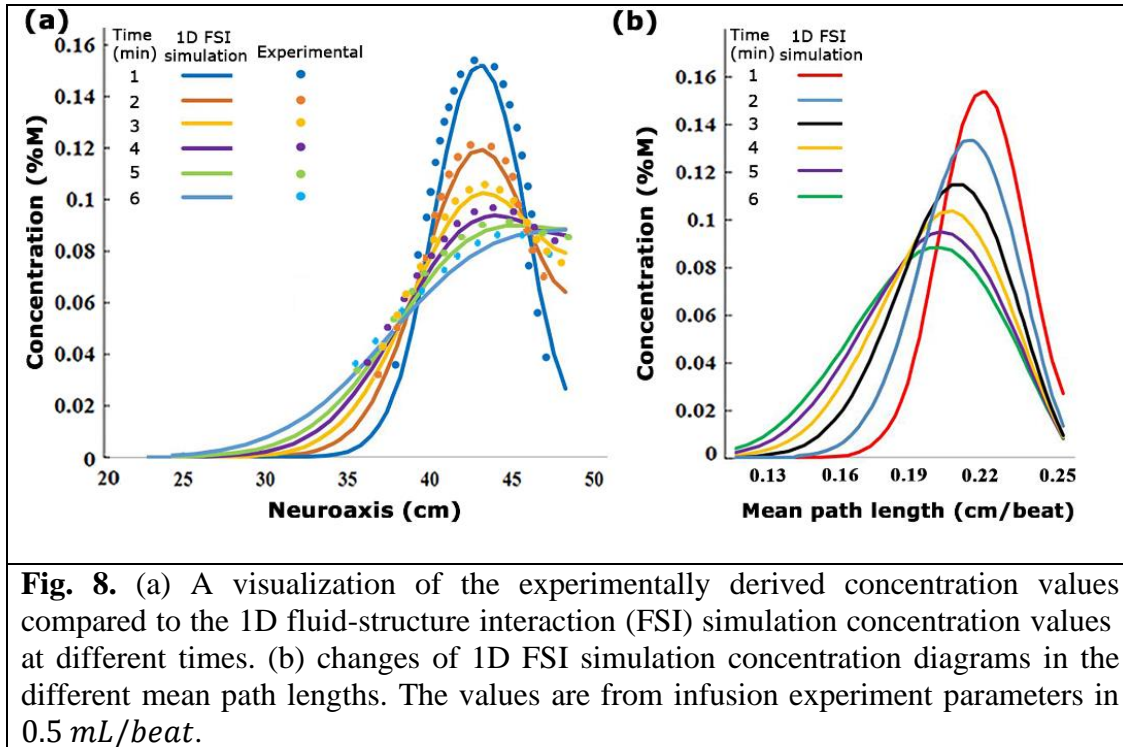 (a)
Time (min) 1D FSI simulation Experimental
1
2
3
4
5
6
Concentration (%M)
0.16
0.14
0.12
0.1
0.08
0.06
0.04
0.02
0
20 25 30 35 40 45 50
Neuroaxis (cm)
(b)
Time (min) 1D FSI simulation
1
2
3
4
5
6
Concentration (%M)
0.16
0.16
0.1
0.08
0.06
0.04
0.02
0
0.13 0.16 0.19 0.22 0.25
Mean path length (cm/beat)
Fig. 8. (a) A visualization of the experimentally derived concentration values
compared to the 1D fluid-structure interaction (FSI) simulation concentration values
at different times. (b) changes of 1D FSI simulation concentration diagrams in the
different mean path lengths. The values are from infusion experiment parameters in
0.5 mL/beat.